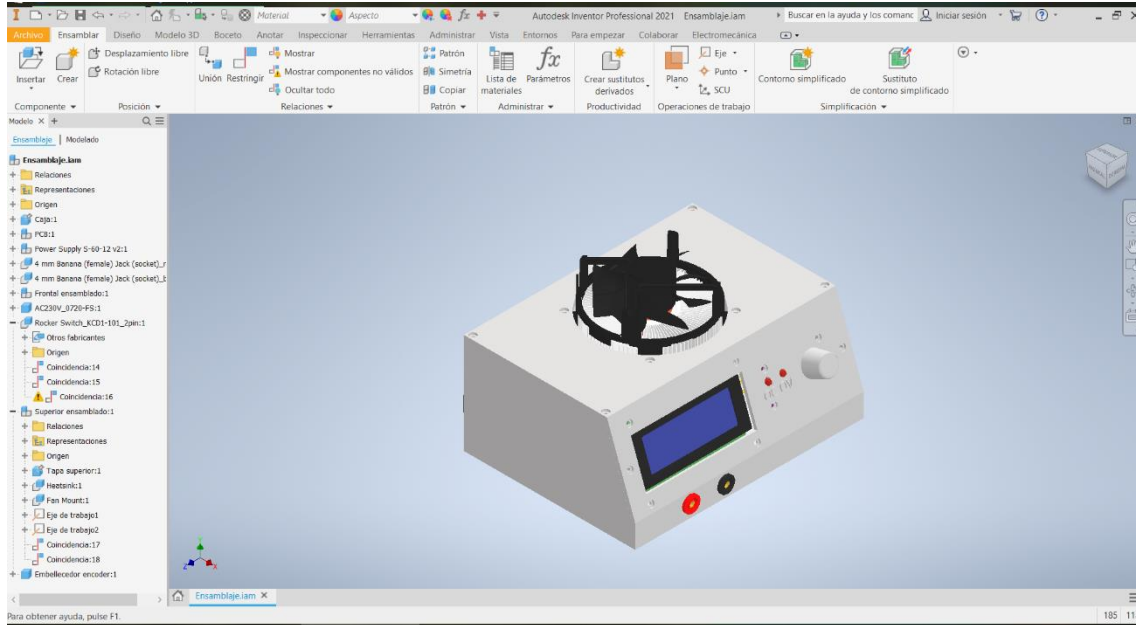 Material
Aspecto
Autodesk Inventor Professional 2021 Ensamblaje.iam
Buscar en la ayuda y los comanc
Iniciar sesión
Archivo Ensamblar Diseño Modelo 3D Boceto Anotar Inspeccionar Herramientas Administrar Vista Entornos Para empezar Colaborar Electromecánica
Insertar
Crear
Desplazamiento libre
Rotación libre
Unión
Restringir
Mostrar
Mostrar componentes no válidos
Ocultar todo
Patrón
Simetría
Copiar
Lista de
materiales
Parámetros
Crear sustitutos
derivados
Plano
Eje
Punto
SCU
Contorno simplificado
Sustituto
de contorno simplificado
Componente Posición Relaciones Patrón Administrar Productividad Operaciones de trabajo Simplificación
Modelo
Ensamblaje Modelado
Ensamblaje.iam
Relaciones
Representaciones
Origen
Caja:1
PCB:1
Power Supply S-60-12 v2:1
4 mm Banana (female) Jack (socket)_r
4 mm Banana (female) Jack (socket)_t
Frontal ensamblado:1
AC230V_0720-FS:1
Rocker Switch_KCD1-101_2pin:1
Otros fabricantes
Origen
Coincidencia:14
Coincidencia:15
Coincidencia:16
Superior ensamblado:1
Relaciones
Representaciones
Origen
Tapa superior:1
Heatsink:1
Fan Mount:1
Eje de trabajo1
Eje de trabajo2
Coincidencia:17
Coincidencia:18
Embellecedor encoder:1
Ensamblaje.iam
Para obtener ayuda, pulse F1.
185 11